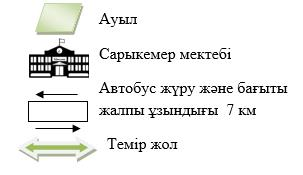 Ауыл
Сарыкемер мектебі
Автобус жүру және бағыты
жалпы ұзындығы 7 км
Темір жол